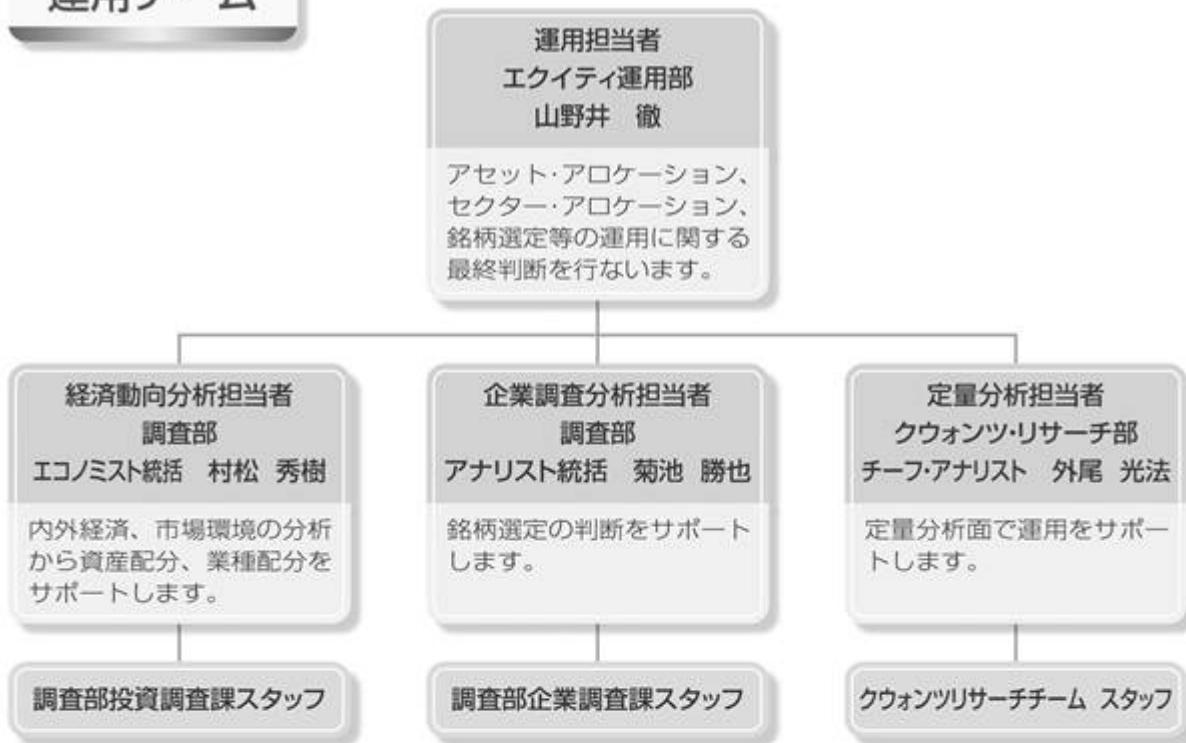 運用チーム
運用担当者
エクイティ運用部
山野井　徹
アセット・アロケーション、
セクター・アロケーション、
銘柄選定等の運用に関する
最終判断を行ないます。
経済動向分析担当者
調査部
エコノミスト統括　村松 秀樹
内外経済、市場環境の分析
から資産配分、業種配分を
サポートします。
調査部投資調査課スタッフ
企業調査分析担当者
調査部
アナリスト統括　菊池 勝也
銘柄選定の判断をサポート
します。
調査部企業調査課スタッフ
定量分析担当者
クウォンツ・リサーチ部
チーフ・アナリスト　外尾 光法
定量分析面で運用をサポー
トします。
クウォンツリサーチチーム スタッフ